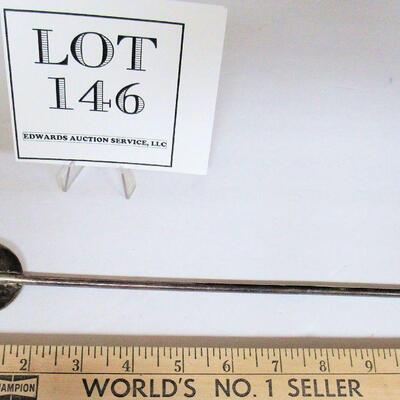 LOT
146
EDWARDS AUCTION SERVICE, LLC
2 3 4 5 6 7 8 9
CHAMPION WORLD'S NO. 1 SELLER